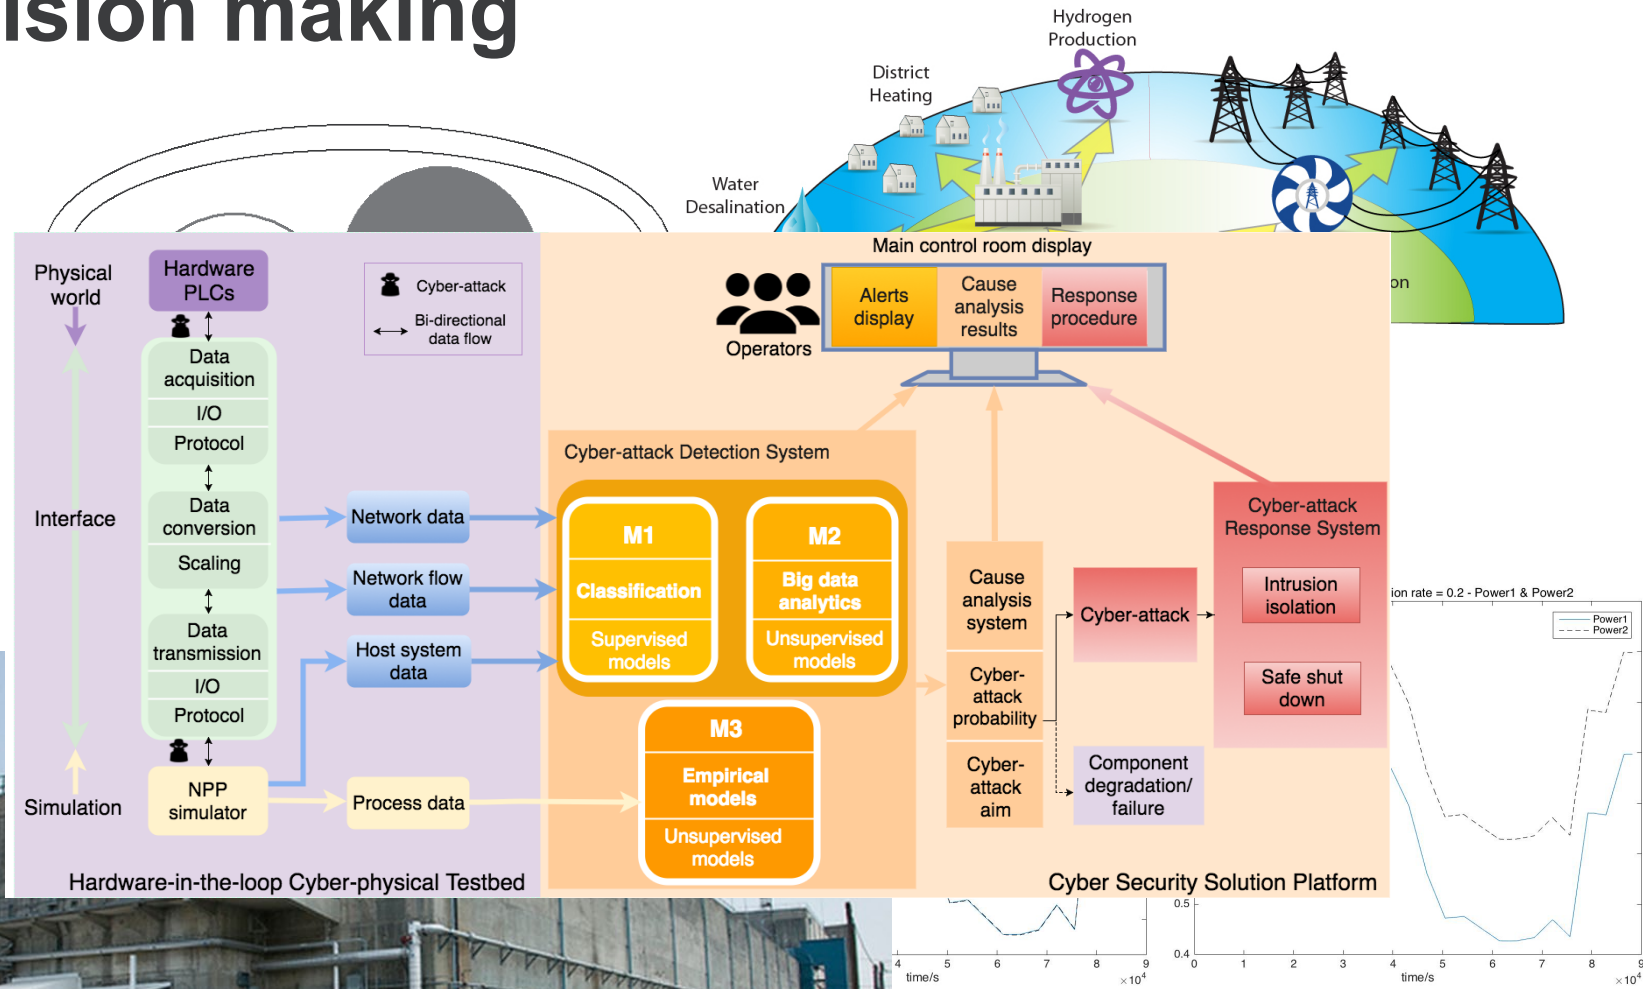 ision making
Hydrogen
Production
District
Heating
Water
Desalination
on
Physical
world
Interface
Simulation
Hardware
PLCs
Data
acquisition
I/O
Protocol
Data
conversion
Scaling
Data
transmission
I/O
Protocol
NPP
simulator
Cyber-attack
Bi-directional
data flow
Network data
Network flow
data
Host system
data
Process data
Hardware-in-the-loop Cyber-physical Testbed
Main control room display
Operators
Alerts
display
Cause
analysis
results
Response
procedure
Cyber-attack Detection System
M1
Classification
Supervised
models
M2
Big data
analytics
Unsupervised
models
M3
Empirical
models
Unsupervised
models
Cause
analysis
system
Cyber-
attack
probability
Cyber-
attack
aim
Cyber-attack
Component
degradation/
failure
Cyber-attack
Response System
Intrusion
isolation
Safe shut
down
Cyber Security Solution Platform
ion rate = 0.2 - Power1 & Power2
Power1
Power2
4 5 6 7 8 9
time/s
×10⁴
0.5
0.4
0 1 2 3 4 5 6 7 8 9
time/s
×10⁴